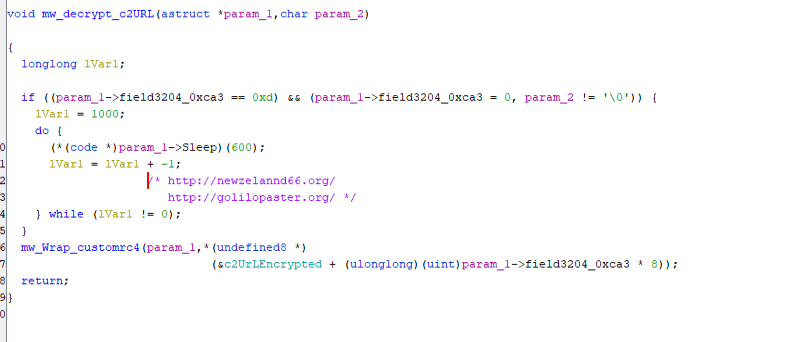 void mw_decrypt_c2URL(astruct *param_1,char param_2)
{
longlong lVar1;
if ((param_1->field3204_0xca3 == 0xd) && (param_1->field3204_0xca3 = 0, param_2 != '\0')) {
lVar1 = 1000;
do {
0 (*(code *)param_1->Sleep)(600);
1 lVar1 = lVar1 + -1;
2 /* http://newzelannd66.org/
3 http://golilopaster.org/ */
4 } while (lVar1 != 0);
5 }
6 mw_Wrap_customrc4(param_1,*(undefined8 *)
7 (&c2UrLEncrypted + (ulonglong)(uint)param_1->field3204_0xca3 * 8));
8 return;
9 }
0